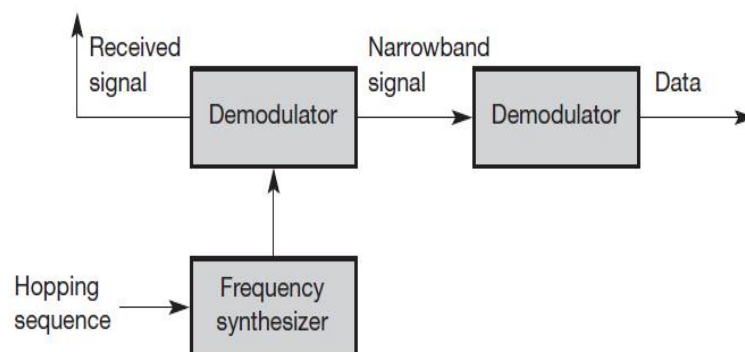 Received
signal
Demodulator
Narrowband
signal
Demodulator
Data
Hopping
sequence
Frequency
synthesizer